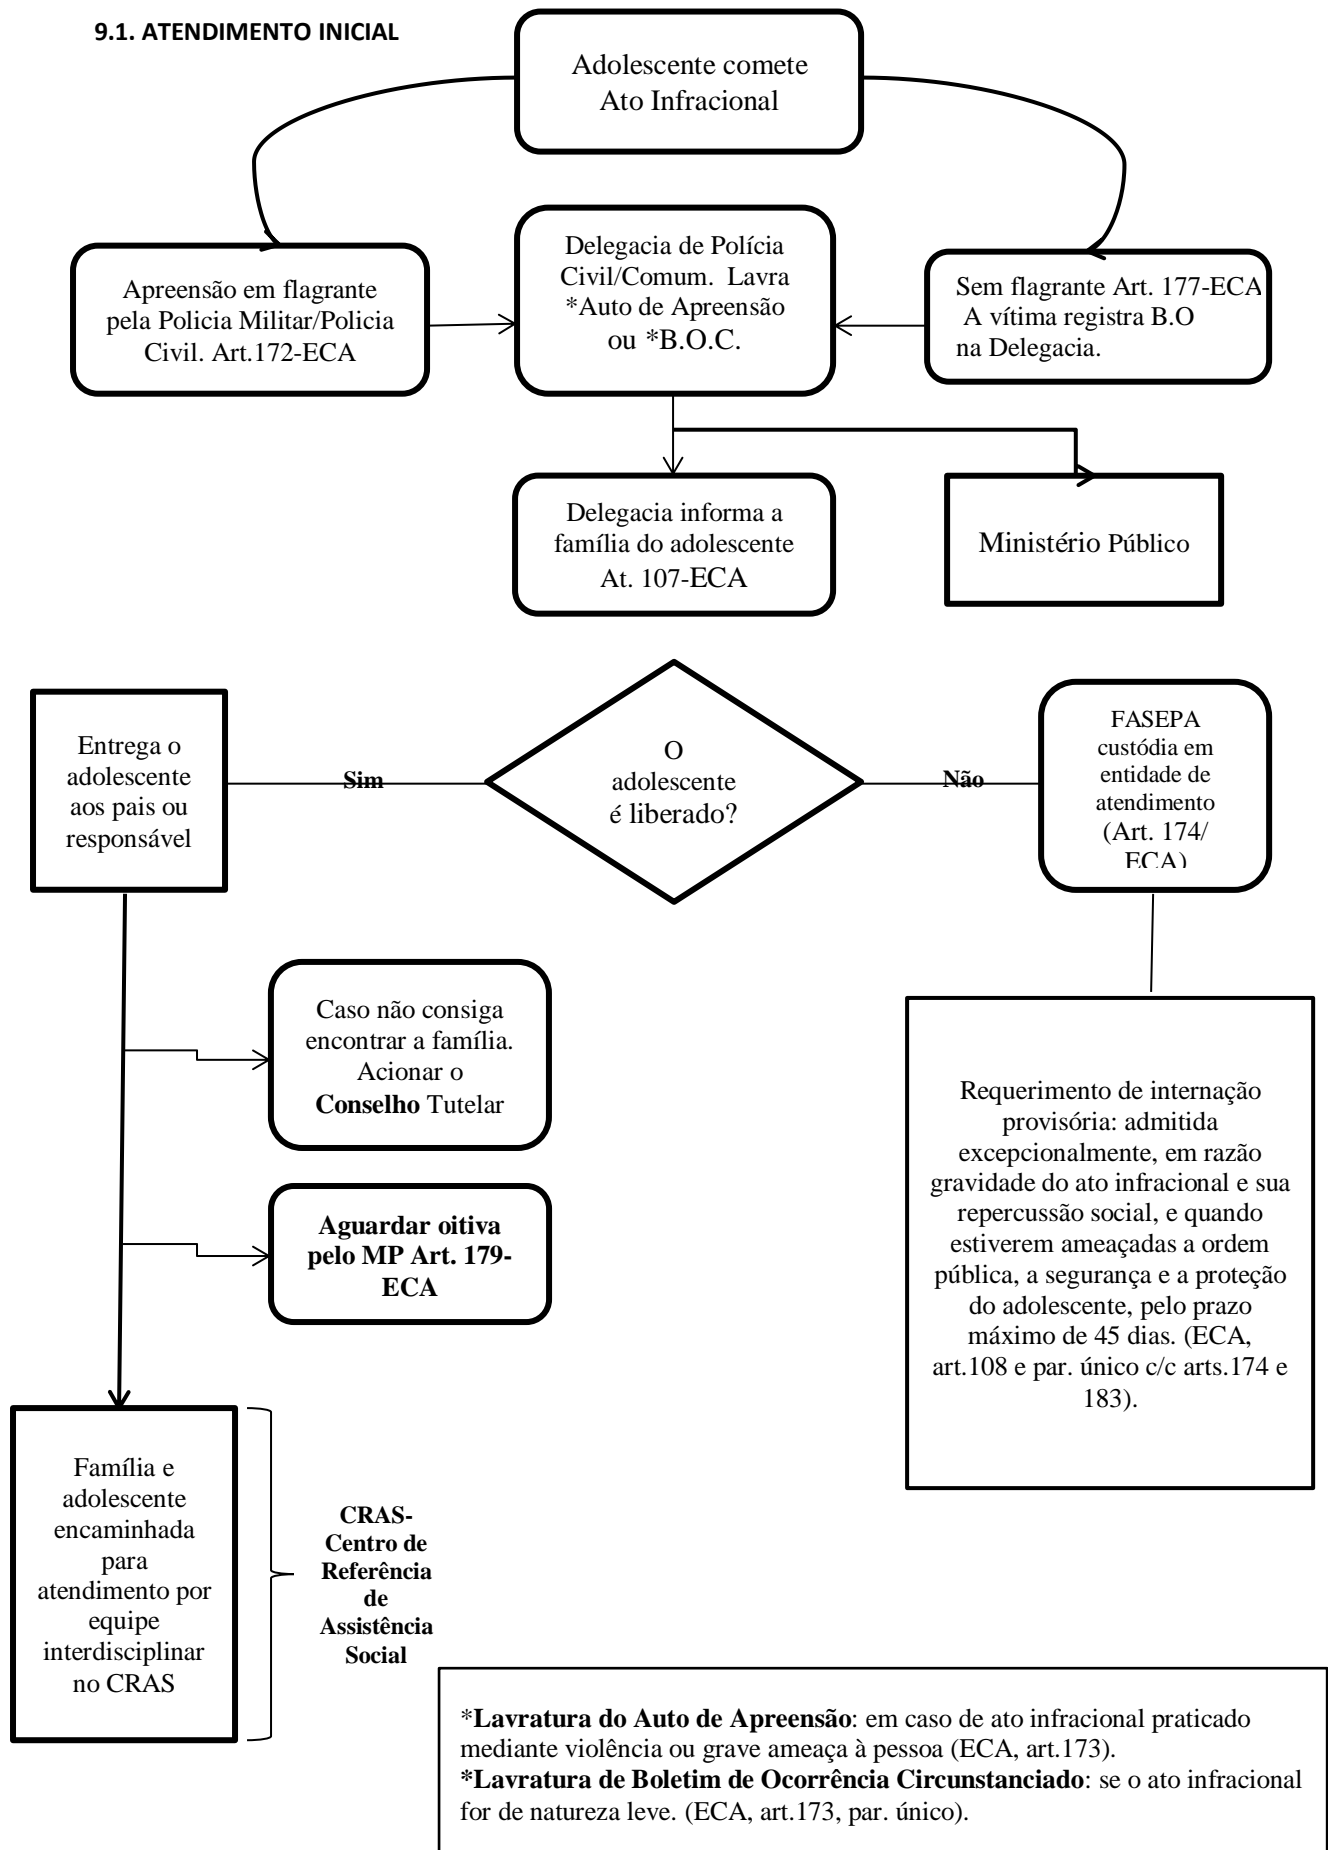 9.1. ATENDIMENTO INICIAL
Adolescente comete
Ato Infracional
Apreensão em flagrante
pela Policia Militar/Policia
Civil. Art.172-ECA
Delegacia de Polícia
Civil/Comum. Lavra
*Auto de Apreensão
ou *B.O.C.
Sem flagrante Art. 177-ECA
A vítima registra B.O
na Delegacia.
Delegacia informa a
família do adolescente
At. 107-ECA
Ministério Público
Entrega o
adolescente
aos pais ou
responsável
Sim
O
adolescente
é liberado?
Não
FASEPA
custódia em
entidade de
atendimento
(Art. 174/
ECA)
Caso não consiga
encontrar a família.
Acionar o
Conselho Tutelar
Aguardar oitiva
pelo MP Art. 179-
ECA
Requerimento de internação
provisória: admitida
excepcionalmente, em razão
gravidade do ato infracional e sua
repercussão social, e quando
estiverem ameaçadas a ordem
pública, a segurança e a proteção
do adolescente, pelo prazo
máximo de 45 dias. (ECA,
art.108 e par. único c/c arts.174 e
183).
Família e
adolescente
encaminhada
para
atendimento por
equipe
interdisciplinar
no CRAS
CRAS-
Centro de
Referência
de
Assistência
Social
*Lavratura do Auto de Apreensão: em caso de ato infracional praticado
mediante violência ou grave ameaça à pessoa (ECA, art.173).
*Lavratura de Boletim de Ocorrência Circunstanciado: se o ato infracional
for de natureza leve. (ECA, art.173, par. único).